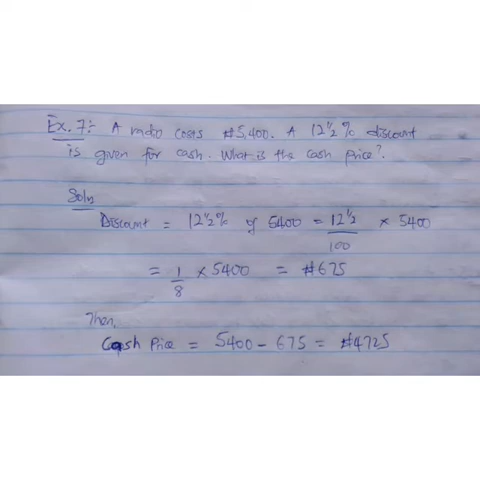 Ex. 7:- A radio costs ₦5,400. A 12½% discount
is given for cash. What is the cash price?
Soln
Discount = 12½% of 5400 = 12½/100 × 5400
= 1/8 × 5400 = ₦675
Then,
Cash Price = 5400 - 675 = ₦4725